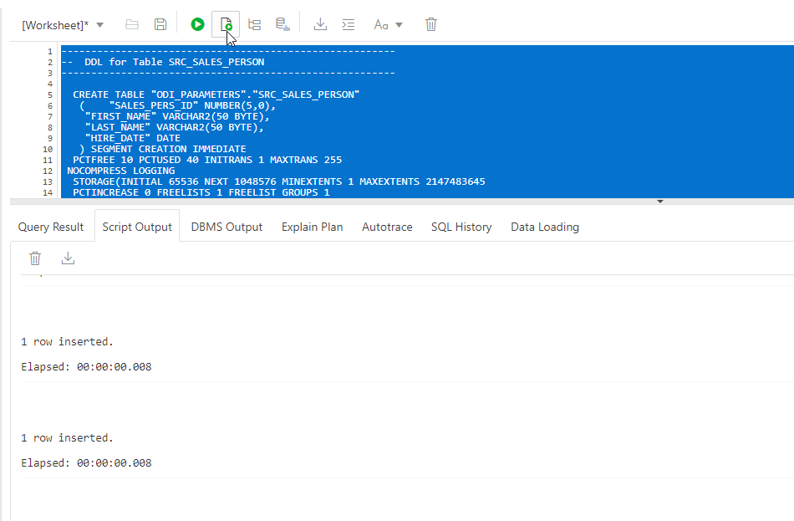 [Worksheet]*
Aa
1 --------------------------------------------------------
2 --  DDL for Table SRC_SALES_PERSON
3 --------------------------------------------------------
4
5 CREATE TABLE "ODI_PARAMETERS"."SRC_SALES_PERSON"
6 (    "SALES_PERS_ID" NUMBER(5,0),
7 "FIRST_NAME" VARCHAR2(50 BYTE),
8 "LAST_NAME" VARCHAR2(50 BYTE),
9 "HIRE_DATE" DATE
10 ) SEGMENT CREATION IMMEDIATE
11 PCTFREE 10 PCTUSED 40 INITRANS 1 MAXTRANS 255
12 NOCOMPRESS LOGGING
13 STORAGE(INITIAL 65536 NEXT 1048576 MINEXTENTS 1 MAXEXTENTS 2147483645
14 PCTINCREASE 0 FREELISTS 1 FREELIST GROUPS 1
Query Result Script Output DBMS Output Explain Plan Autotrace SQL History Data Loading
1 row inserted.
Elapsed: 00:00:00.008
1 row inserted.
Elapsed: 00:00:00.008